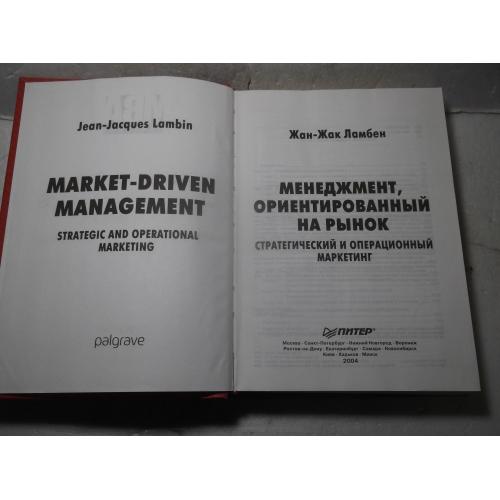 Jean-Jacques Lambin
MARKET-DRIVEN
MANAGEMENT
STRATEGIC AND OPERATIONAL
MARKETING
palgrave
Жан-Жак Ламбен
МЕНЕДЖМЕНТ,
ОРИЕНТИРОВАННЫЙ
НА РЫНОК
СТРАТЕГИЧЕСКИЙ И ОПЕРАЦИОННЫЙ
МАРКЕТИНГ
ПИТЕР®
Москва · Санкт-Петербург · Нижний Новгород · Воронеж
Ростов-на-Дону · Екатеринбург · Самара · Новосибирск
Киев · Харьков · Минск
2004